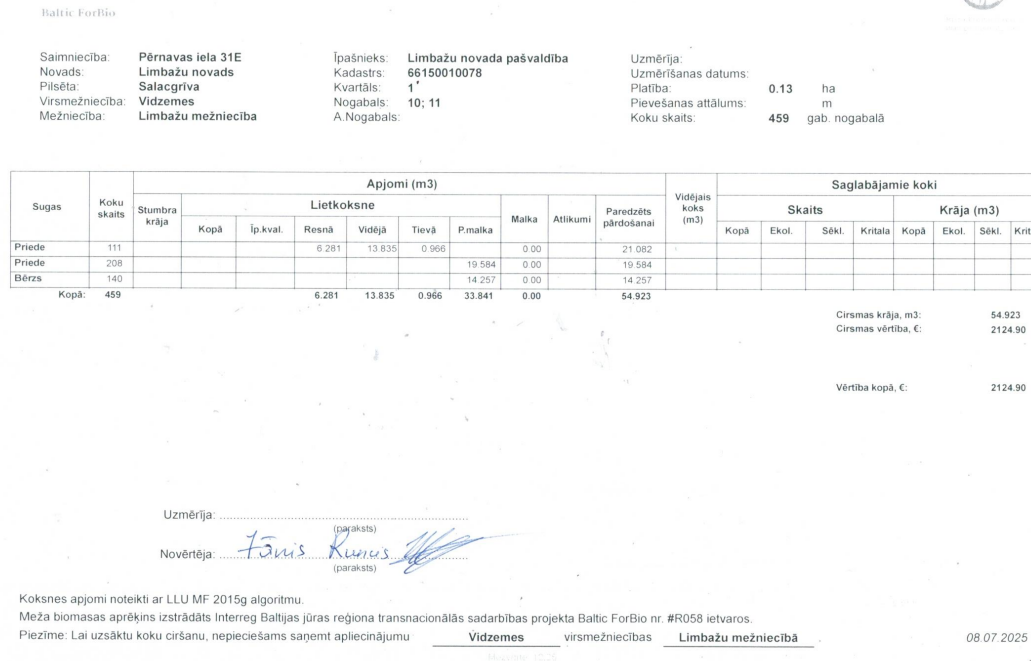 Baltic ForBio
Saimniecība: Pērnavas iela 31E Īpašnieks: Limbažu novada pašvaldība Uzmērīja:
Novads: Limbažu novads Kadastrs: 66150010078 Uzmērīšanas datums:
Pilsēta: Salacgrīva Kvartāls: 1 Platība: 0.13 ha
Virsmežniecība: Vidzemes Nogabals: 10; 11 Pievešanas attālums: m
Mežniecība: Limbažu mežniecība A.Nogabals: Koku skaits: 459 gab. nogabalā
Apjomi (m3) Saglabājamie koki
Sugas Koku skaits Stumbra krāja Lietkoksne Malka Atlikumi Paredzēts pārdošanai Vidējais koks (m3) Skaits Krāja (m3)
Kopā Īp.kval. Resnā Vidējā Tievā P.malka Kopā Ekol. Sēkl. Kritala Kopā Ekol. Sēkl. Krit
Priede 111 6.281 13.835 0.966 0.00 21.082
Priede 208 19.584 0.00 19.584
Bērzs 140 14.257 0.00 14.257
Kopā: 459 6.281 13.835 0.966 33.841 0.00 54.923
Cirsmas krāja, m3: 54.923
Cirsmas vērtība, €: 2124.90
Vērtība kopā, €: 2124.90
Uzmērīja:
(paraksts)
Novērtēja: Jānis Runcis
(paraksts)
Koksnes apjomi noteikti ar LLU MF 2015g algoritmu.
Meža biomasas aprēķins izstrādāts Interreg Baltijas jūras reģiona transnacionālās sadarbības projekta Baltic ForBio nr. #R058 ietvaros.
Piezīme: Lai uzsāktu koku ciršanu, nepieciešams saņemt apliecinājumu Vidzemes virsmežniecības Limbažu mežniecībā 08.07.2025